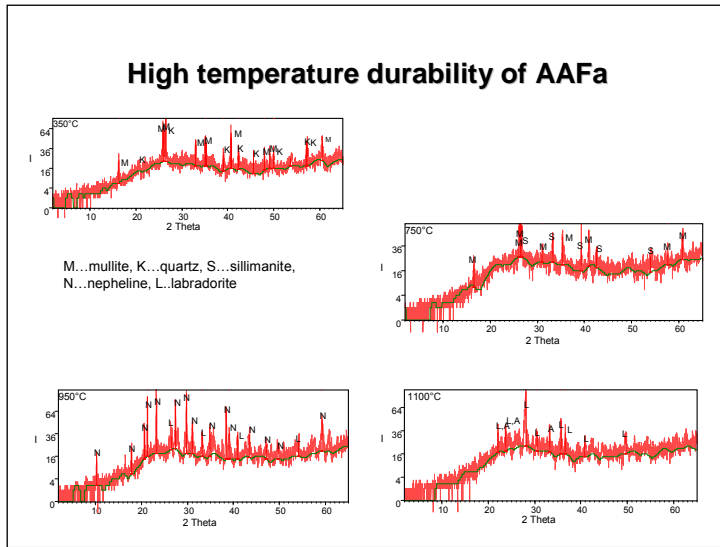 High temperature durability of AAFa
350°C
64
36
16
4
0
I
M K M M K M M K M K K M K M M K K K M
10 20 30 40 50 60
2 Theta
M…mullite, K…quartz, S…sillimanite,
N…nepheline, L..labradorite
750°C
36
16
4
0
I
M M M S M S M S M S S M M
10 20 30 40 50 60
2 Theta
950°C
64
36
16
4
0
I
N N N N N L N N N L N N N N L N N N L N
10 20 30 40 50 60
2 Theta
1100°C
64
36
16
4
0
I
L A L,A L L A L L L L
10 20 30 40 50 60
2 Theta